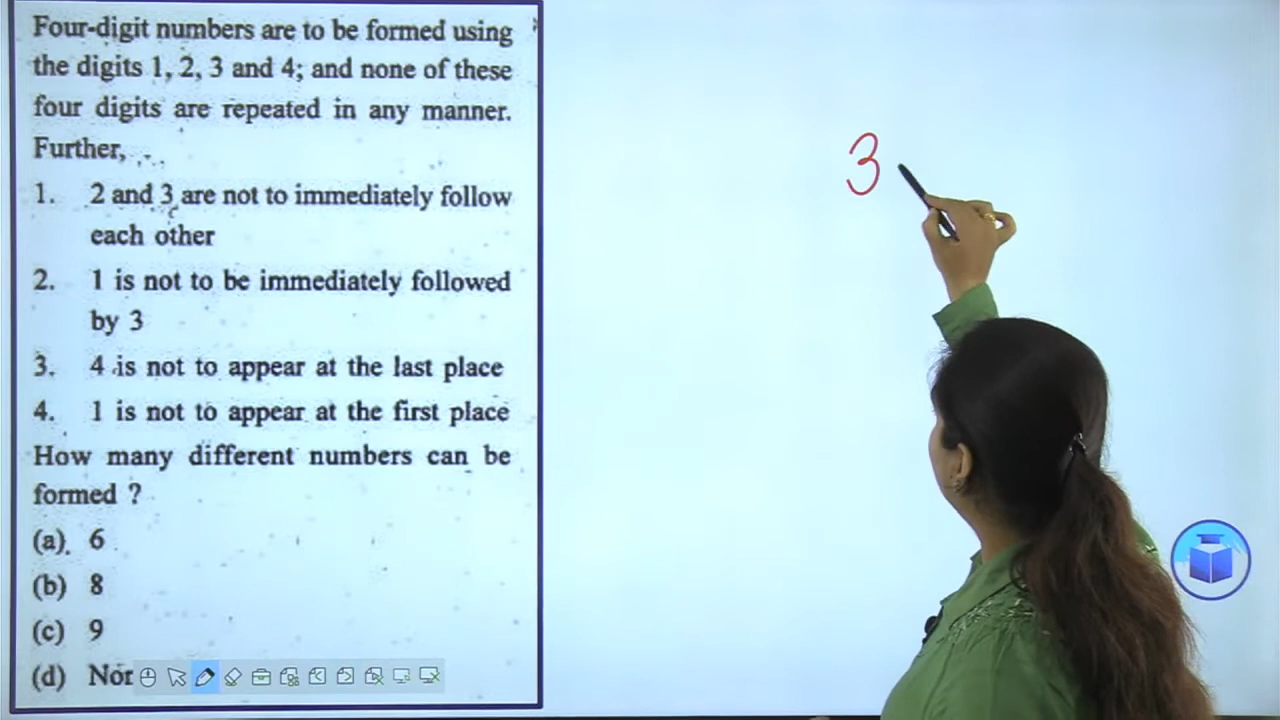 Four-digit numbers are to be formed using
the digits 1, 2, 3 and 4; and none of these
four digits are repeated in any manner.
Further,
1. 2 and 3 are not to immediately follow
each other
2. 1 is not to be immediately followed
by 3
3. 4 is not to appear at the last place
4. 1 is not to appear at the first place
How many different numbers can be
formed ?
(a) 6
(b) 8
(c) 9
(d)
3